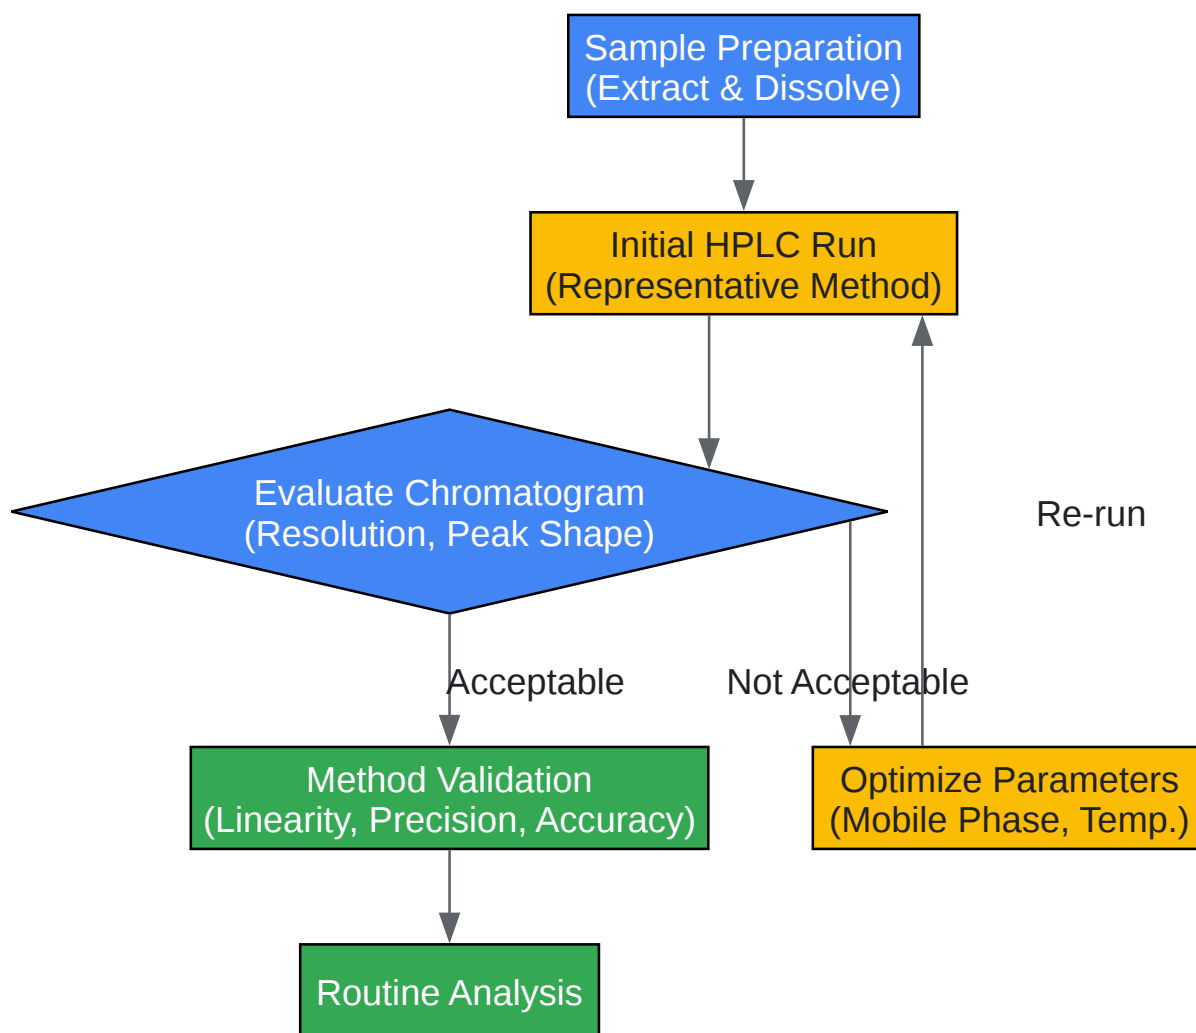 Sample Preparation
(Extract & Dissolve)
Initial HPLC Run
(Representative Method)
Evaluate Chromatogram
(Resolution, Peak Shape)
Re-run
Acceptable
Not Acceptable
Method Validation
(Linearity, Precision, Accuracy)
Optimize Parameters
(Mobile Phase, Temp.)
Routine Analysis